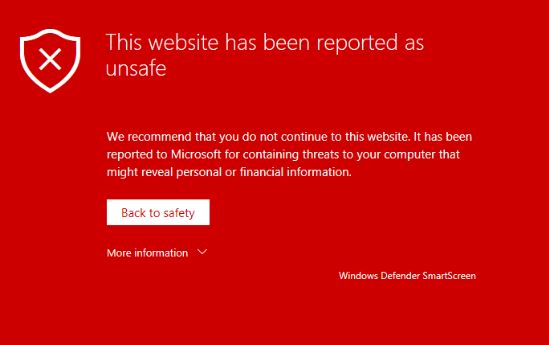 This website has been reported as
unsafe
We recommend that you do not continue to this website. It has been
reported to Microsoft for containing threats to your computer that
might reveal personal or financial information.
Back to safety
More information
Windows Defender SmartScreen